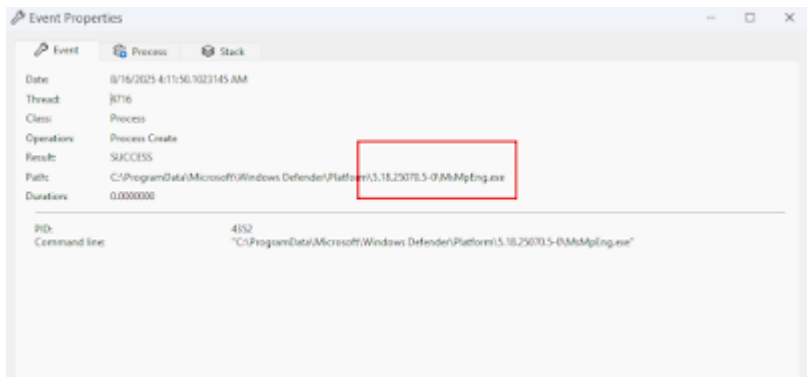 Event Properties
Event Process Stack
Date: 8/16/2025 4:11:50.1023145 AM
Thread: 8716
Class: Process
Operation: Process Create
Result: SUCCESS
Path: C:\ProgramData\Microsoft\Windows Defender\Platform\5.18.25070.5-0\MsMpEng.exe
Duration: 0.0000000
PID: 4352
Command line: "C:\ProgramData\Microsoft\Windows Defender\Platform\5.18.25070.5-0\MsMpEng.exe"